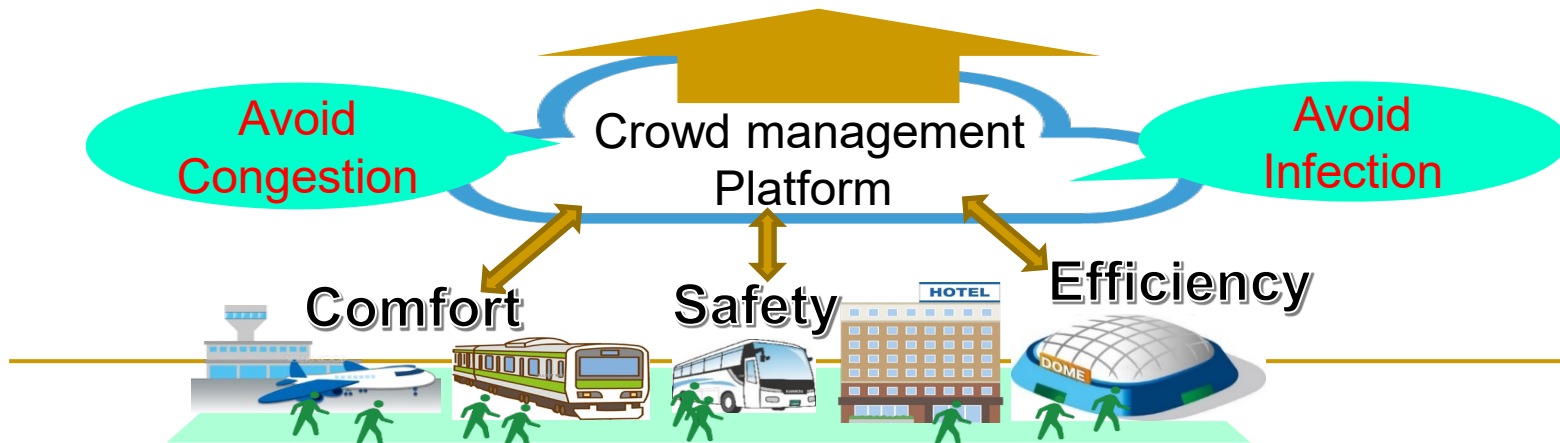 Avoid
Congestion
Crowd management
Platform
Avoid
Infection
Comfort
Safety
Efficiency
HOTEL
DOME